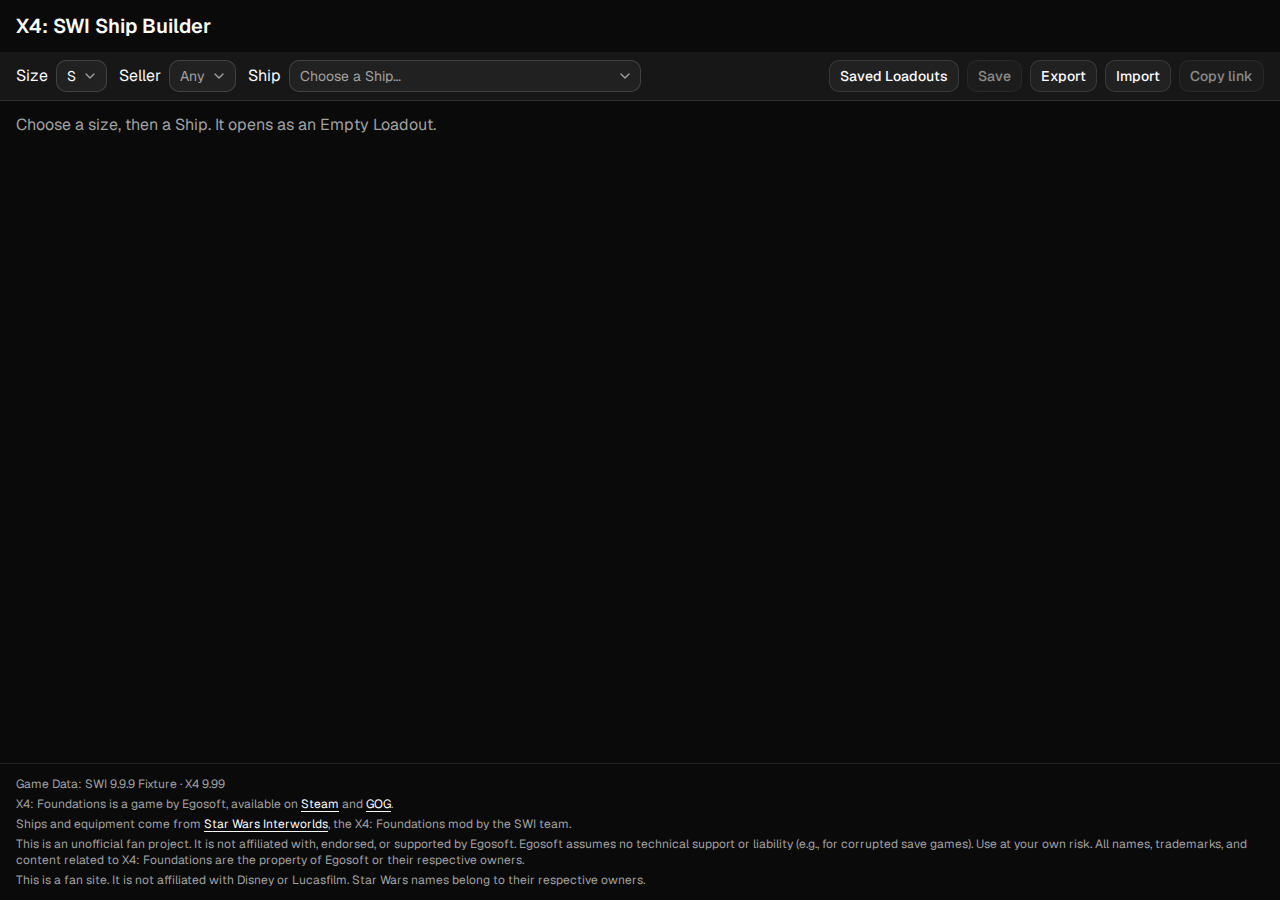 X4: SWI Ship Builder
Size S Seller Any Ship Choose a Ship... Saved Loadouts Save Export Import Copy link
Choose a size, then a Ship. It opens as an Empty Loadout.
Game Data: SWI 9.9.9 Fixture · X4 9.99
X4: Foundations is a game by Egosoft, available on Steam and GOG.
Ships and equipment come from Star Wars Interworlds, the X4: Foundations mod by the SWI team.
This is an unofficial fan project. It is not affiliated with, endorsed, or supported by Egosoft. Egosoft assumes no technical support or liability (e.g., for corrupted save games). Use at your own risk. All names, trademarks, and
content related to X4: Foundations are the property of Egosoft or their respective owners.
This is a fan site. It is not affiliated with Disney or Lucasfilm. Star Wars names belong to their respective owners.